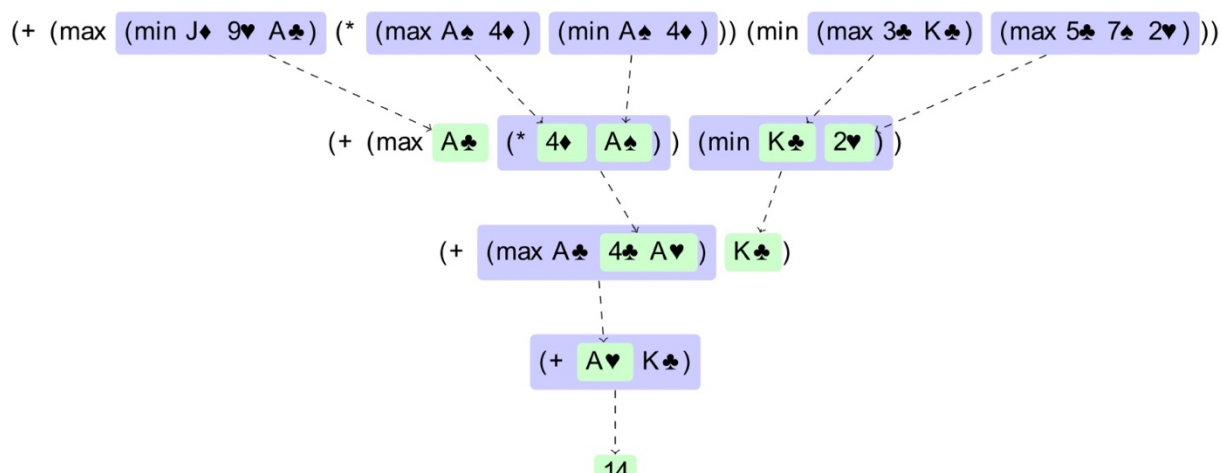 (+ (max (min J♦ 9♥ A♣) (* (max A♠ 4♦) (min A♠ 4♦))) (min (max 3♣ K♣) (max 5♣ 7♠ 2♥)))
(+ (max A♣ (* 4♦ A♠)) (min K♣ 2♥))
(+ (max A♣ 4♣ A♥) K♣)
(+ A♥ K♣)
14